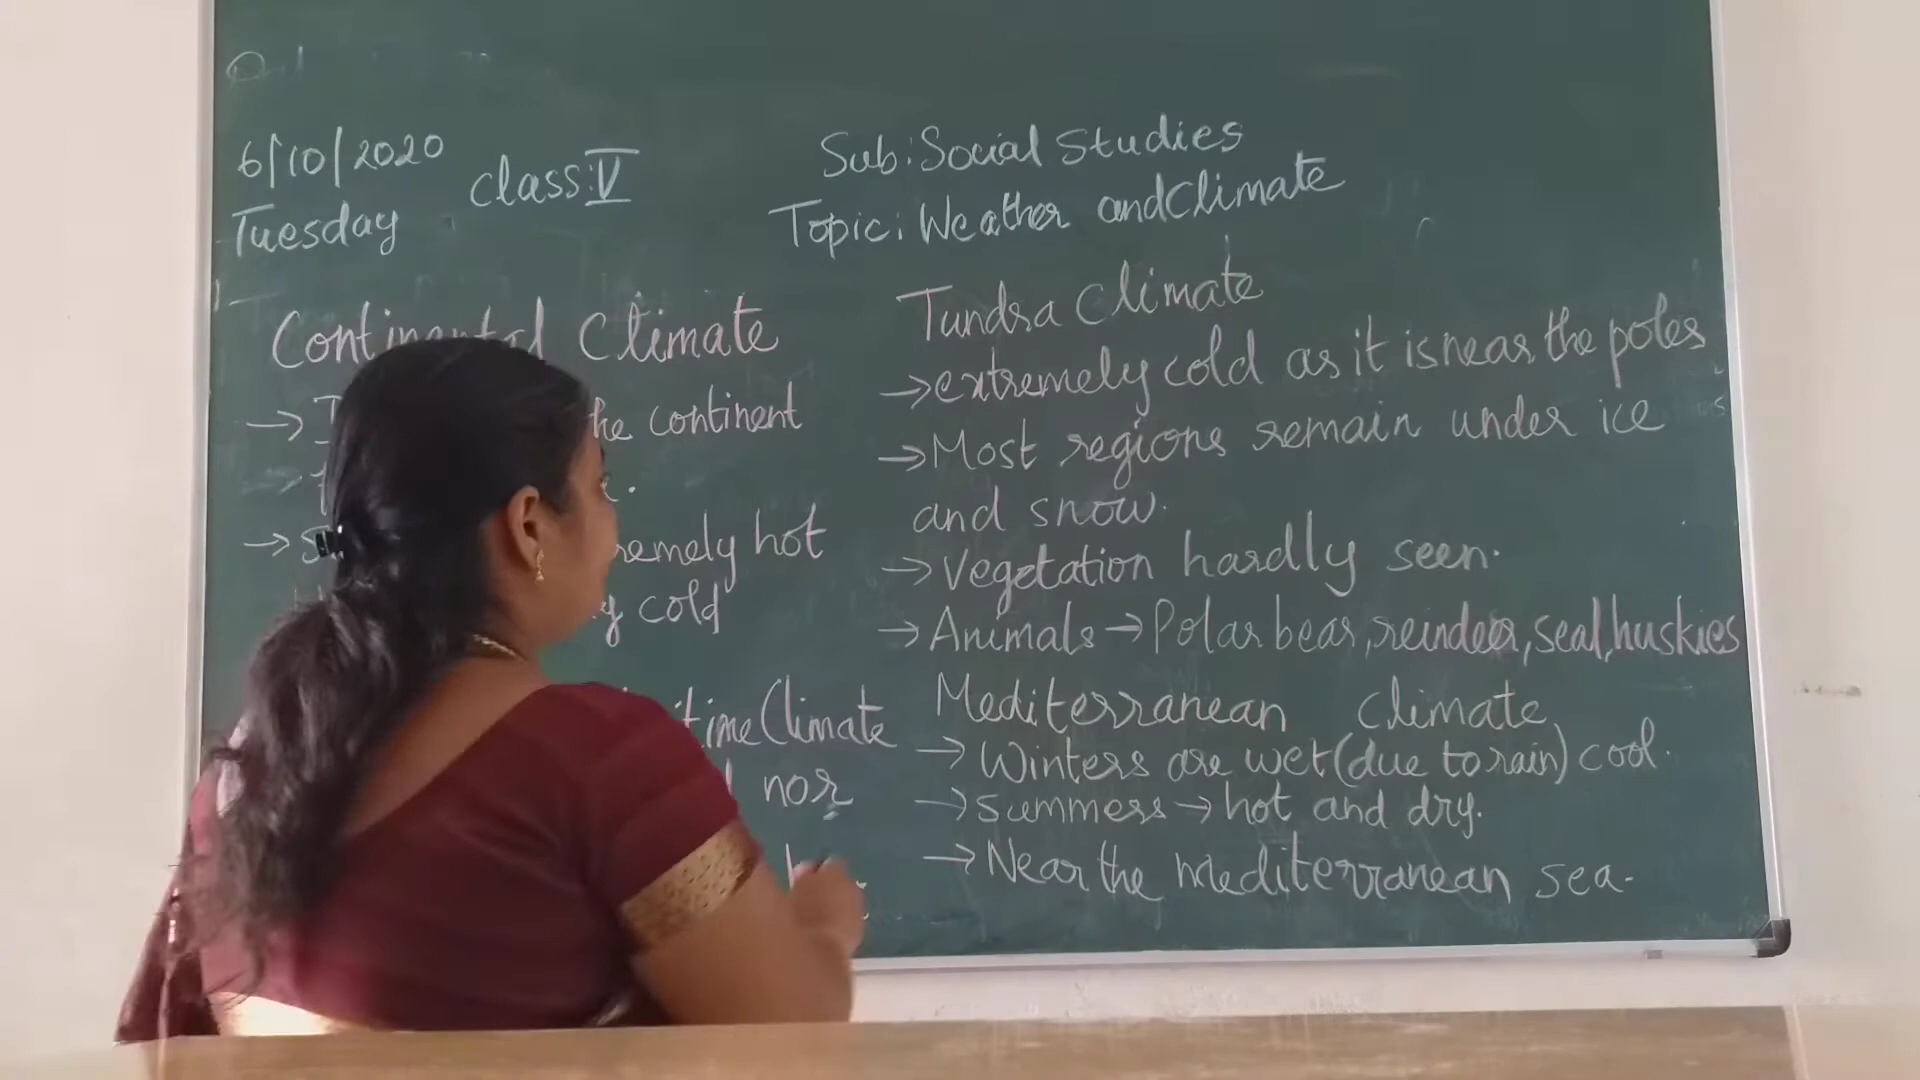 6/10/2020
Tuesday
class:V
Sub:Social Studies
Topic: Weather and Climate
Climate
→ the continent
→ hot
cold
Climate
nor
Tundra Climate
→ extremely cold as it is near the poles
→ Most regions remain under ice
and snow.
→ Vegetation hardly seen.
→ Animals → Polar bear, reindeer, seal, huskies
Mediterranean climate
→ Winters are wet (due to rain) cool.
→ Summers → hot and dry.
→ Near the mediterranean sea.